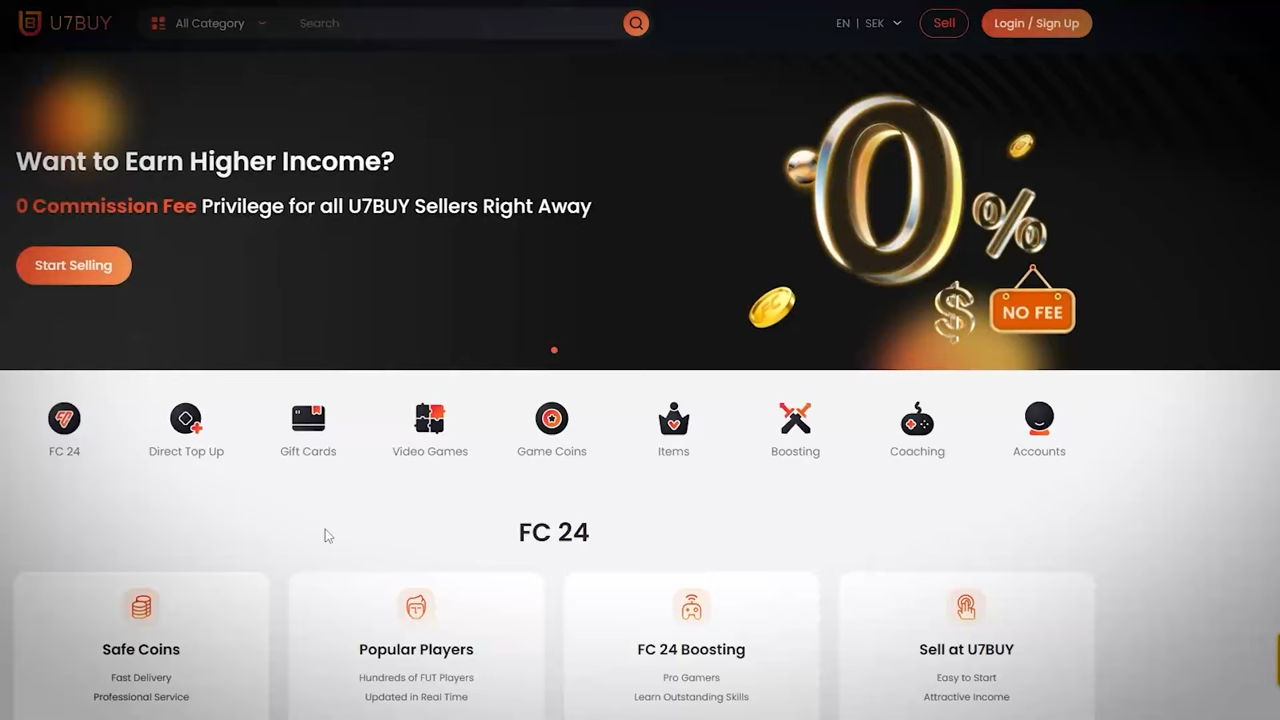 U7BUY
All Category
Search
EN | SEK
Sell
Login / Sign Up
Want to Earn Higher Income?
0 Commission Fee Privilege for all U7BUY Sellers Right Away
Start Selling
0%
$
NO FEE
FC
FC 24
Direct Top Up
Gift Cards
Video Games
Game Coins
Items
Boosting
Coaching
Accounts
FC 24
Safe Coins
Fast Delivery
Professional Service
Popular Players
Hundreds of FUT Players
Updated in Real Time
FC 24 Boosting
Pro Gamers
Learn Outstanding Skills
Sell at U7BUY
Easy to Start
Attractive Income